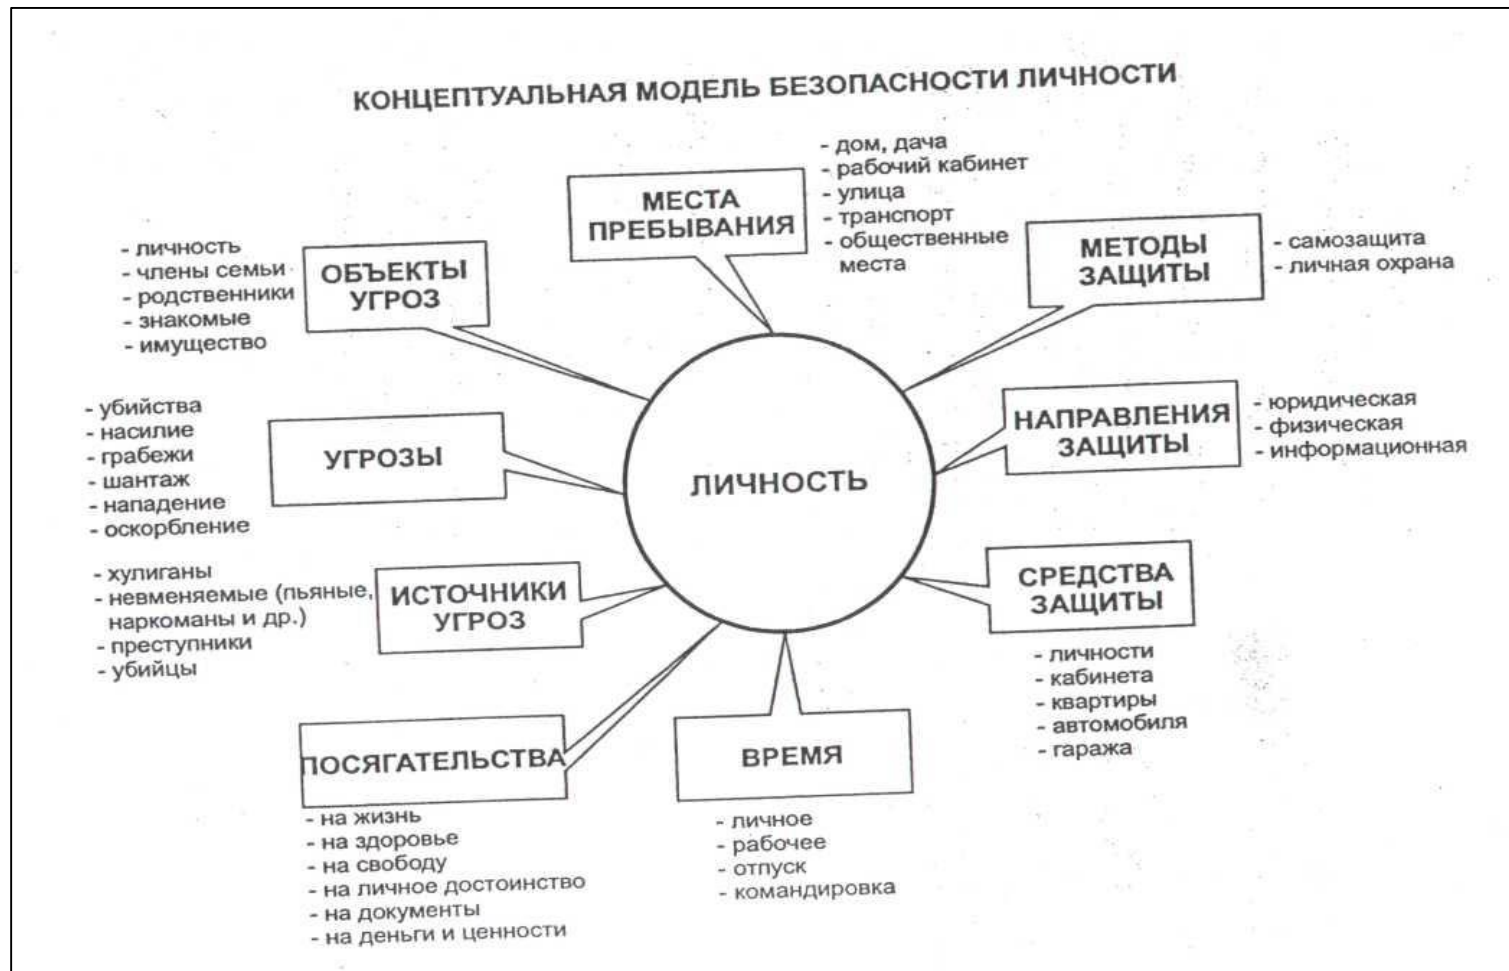 КОНЦЕПТУАЛЬНАЯ МОДЕЛЬ БЕЗОПАСНОСТИ ЛИЧНОСТИ
МЕСТА
ПРЕБЫВАНИЯ
- дом, дача
- рабочий кабинет
- улица
- транспорт
- общественные
места
ОБЪЕКТЫ
УГРОЗ
- личность
- члены семьи
- родственники
- знакомые
- имущество
МЕТОДЫ
ЗАЩИТЫ
- самозащита
- личная охрана
УГРОЗЫ
- убийства
- насилие
- грабежи
- шантаж
- нападение
- оскорбление
ЛИЧНОСТЬ
НАПРАВЛЕНИЯ
ЗАЩИТЫ
- юридическая
- физическая
- информационная
ИСТОЧНИКИ
УГРОЗ
- хулиганы
- невменяемые (пьяные,
наркоманы и др.)
- преступники
- убийцы
СРЕДСТВА
ЗАЩИТЫ
- личности
- кабинета
- квартиры
- автомобиля
- гаража
ПОСЯГАТЕЛЬСТВА
- на жизнь
- на здоровье
- на свободу
- на личное достоинство
- на документы
- на деньги и ценности
ВРЕМЯ
- личное
- рабочее
- отпуск
- командировка